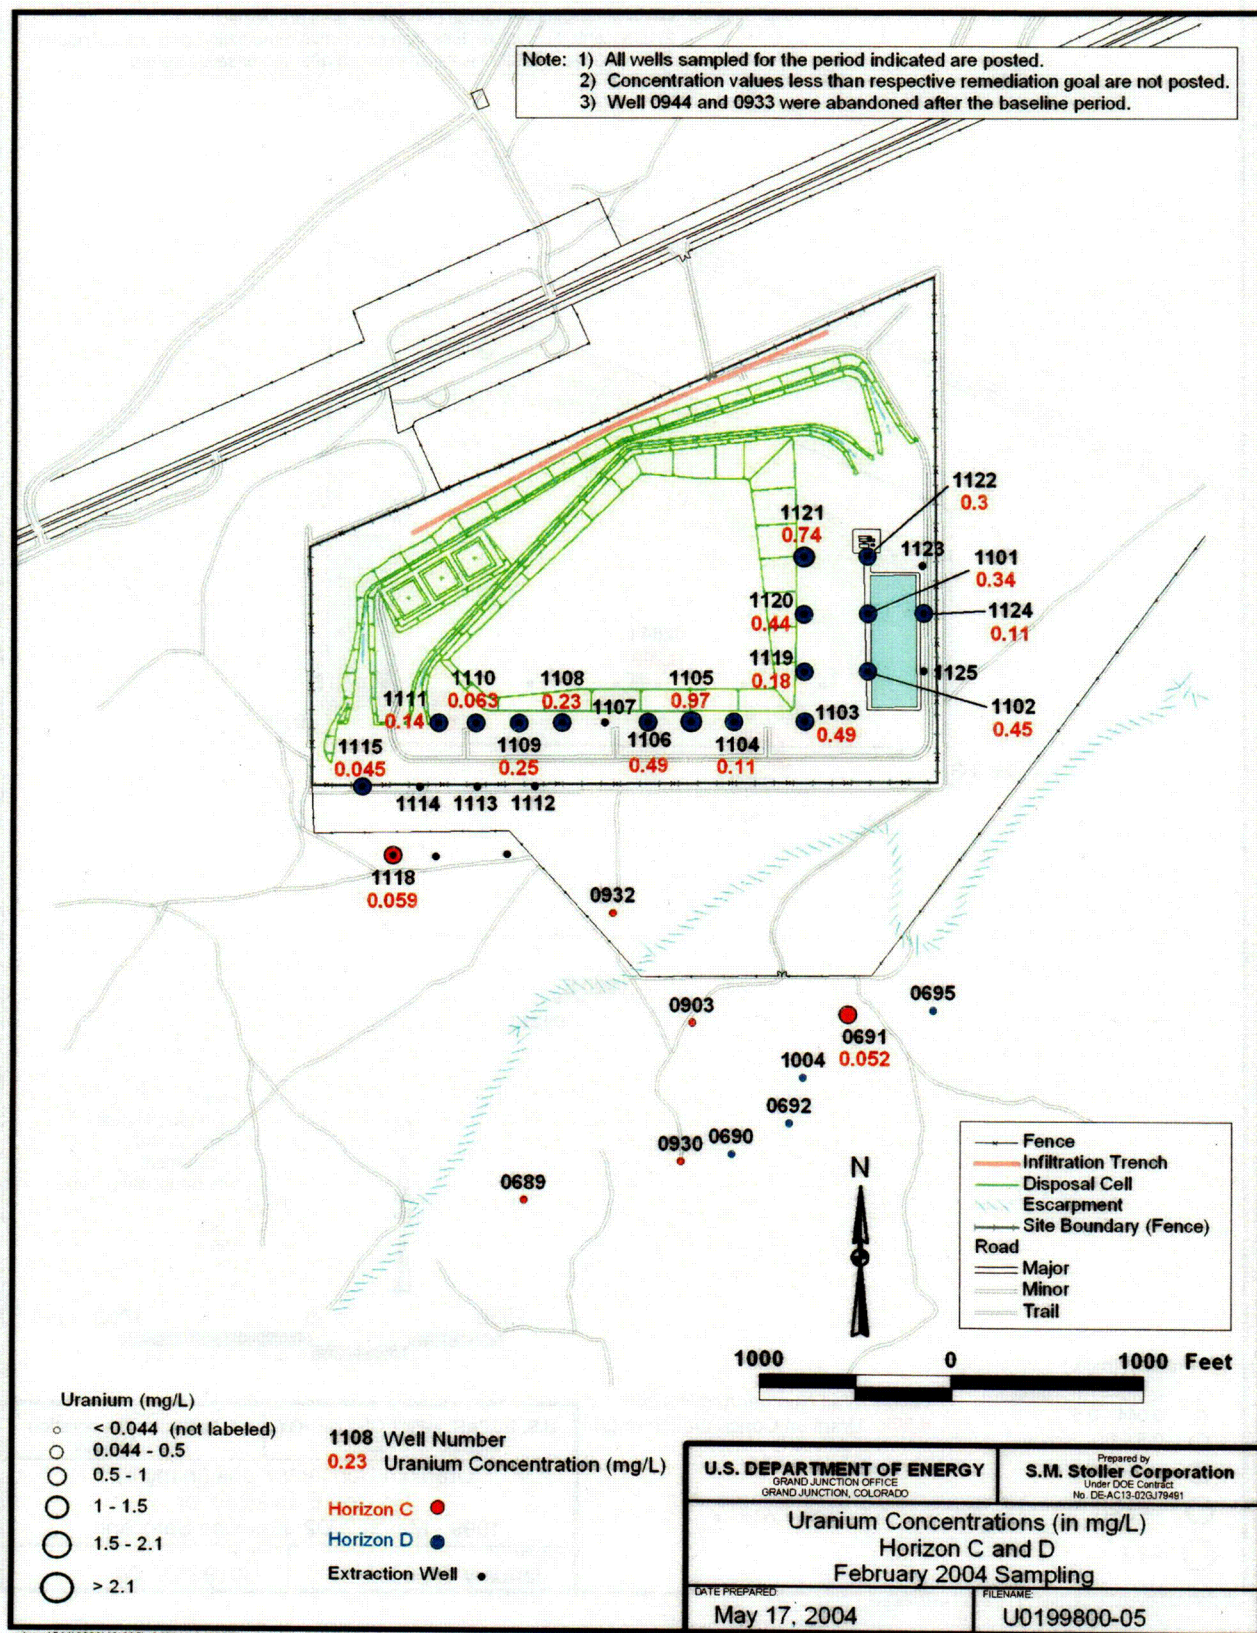 Note: 1) All wells sampled for the period indicated are posted.
2) Concentration values less than respective remediation goal are not posted.
3) Well 0944 and 0933 were abandoned after the baseline period.
1122
0.3
1121
0.74
1123
1101
0.34
1120
0.44
1124
0.11
1119
0.18
1125
1110
0.063
1108
0.23
1105
0.97
1111
0.14
1107
1103
0.49
1102
0.45
1115
0.045
1109
0.25
1106
0.49
1104
0.11
1114
1113
1112
1118
0.059
0932
0903
0695
0691
0.052
1004
0692
0930
0690
0689
N
Fence
Infiltration Trench
Disposal Cell
Escarpment
Site Boundary (Fence)
Road
Major
Minor
Trail
1000 0 1000 Feet
Uranium (mg/L)
< 0.044 (not labeled)
0.044 - 0.5
0.5 - 1
1 - 1.5
1.5 - 2.1
> 2.1
1108 Well Number
0.23 Uranium Concentration (mg/L)
Horizon C
Horizon D
Extraction Well
U.S. DEPARTMENT OF ENERGY
GRAND JUNCTION OFFICE
GRAND JUNCTION, COLORADO
Prepared by
S.M. Stoller Corporation
Under DOE Contract
No. DE-AC13-02GJ79491
Uranium Concentrations (in mg/L)
Horizon C and D
February 2004 Sampling
DATE PREPARED:
May 17, 2004
FILENAME:
U0199800-05